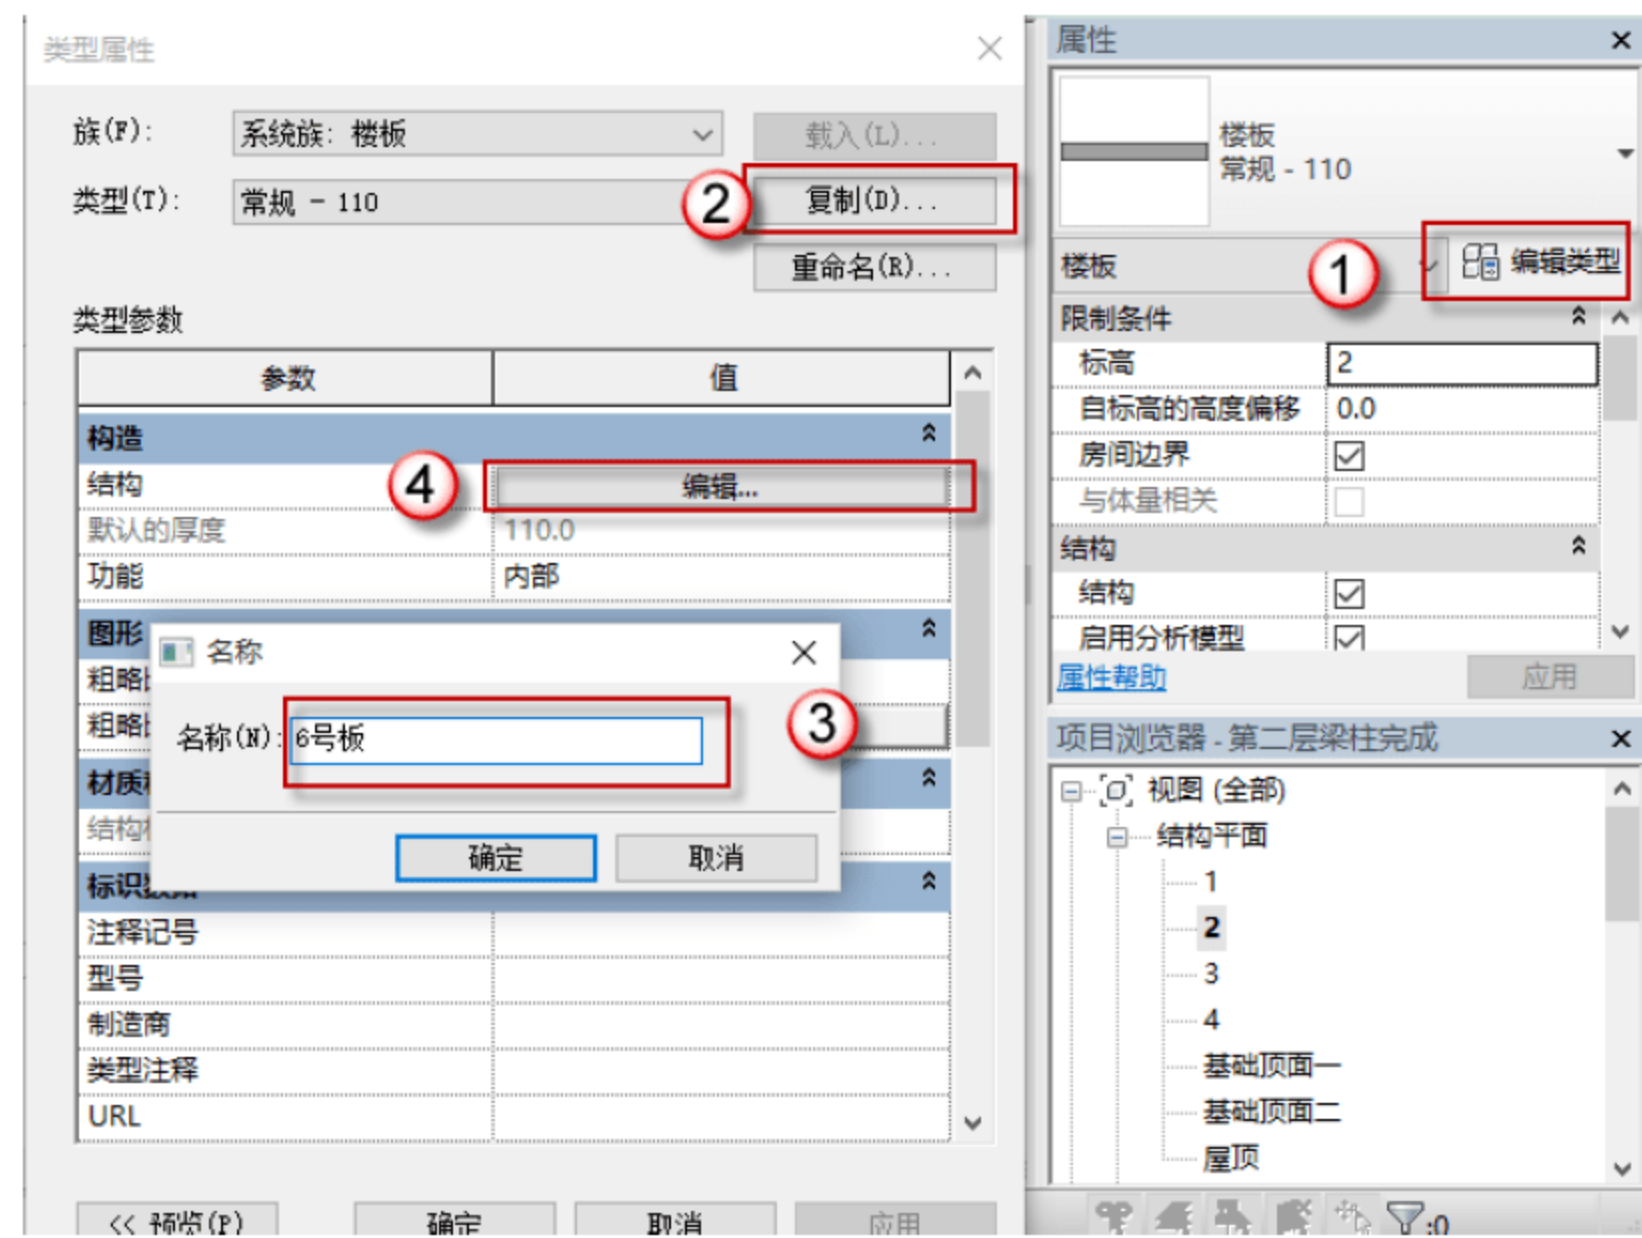 类型属性
族(F): 系统族: 楼板 载入(L)...
类型(T): 常规 - 110 ② 复制(D)...
重命名(R)...
类型参数
参数 值
构造
结构 ④ 编辑...
默认的厚度 110.0
功能 内部
图形
粗略
粗略
材质
结构
标识数据
注释记号
型号
制造商
类型注释
URL
<< 预览(P) 确定 取消 应用
名称
名称(N): 6号板 ③
确定 取消
属性
楼板
常规 - 110
楼板 ① 编辑类型
限制条件
标高 2
自标高的高度偏移 0.0
房间边界
与体量相关
结构
结构
启用分析模型
属性帮助 应用
项目浏览器 - 第二层梁柱完成
视图 (全部)
结构平面
1
2
3
4
基础顶面一
基础顶面二
屋顶
:0